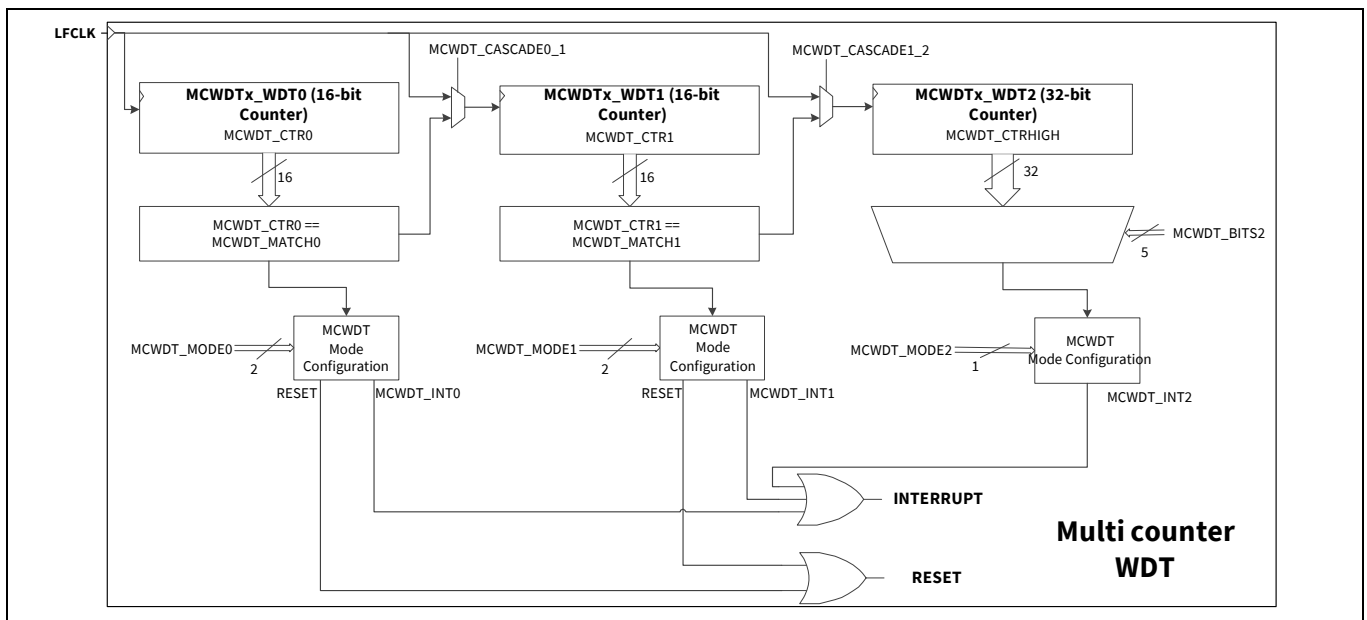 LFCLK
MCWDT_CASCADE0_1
MCWDT_CASCADE1_2
MCWDTx_WDT0 (16-bit
Counter)
MCWDT_CTR0
MCWDTx_WDT1 (16-bit
Counter)
MCWDT_CTR1
MCWDTx_WDT2 (32-bit
Counter)
MCWDT_CTRHIGH
16
16
32
MCWDT_CTR0 ==
MCWDT_MATCH0
MCWDT_CTR1 ==
MCWDT_MATCH1
MCWDT_BITS2
5
MCWDT_MODE0
2
MCWDT
Mode
Configuration
MCWDT_MODE1
2
MCWDT
Mode
Configuration
MCWDT_MODE2
1
MCWDT
Mode Configuration
RESET
MCWDT_INT0
RESET
MCWDT_INT1
MCWDT_INT2
INTERRUPT
RESET
Multi counter
WDT